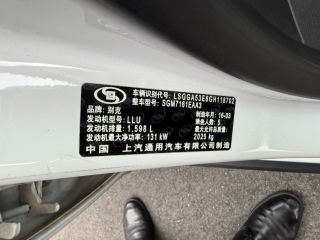 车辆识别代号: LSGGA53E6GH118702
整车型号: SGM7161EAA3
品牌: 别克 制造年月: 16-03
发动机型号: LLU 乘坐人数: 5
发动机排量: 1.598 L 最大允许总质量:
发动机最大净功率: 131 kW 2025 kg
中国 上汽通用汽车有限公司制造